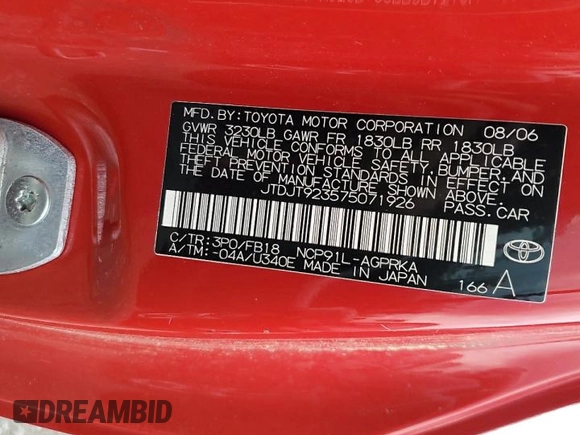 MFD.BY:TOYOTA MOTOR CORPORATION 08/06
GVWR 3230LB GAWR FR 1830LB RR 1830LB
THIS VEHICLE CONFORMS TO ALL APPLICABLE
FEDERAL MOTOR VEHICLE SAFETY,BUMPER,AND
THEFT PREVENTION STANDARDS IN EFFECT ON
THE DATE OF MANUFACTURE SHOWN ABOVE.
JTDJT923575071926 PASS.CAR
C/TR:3P0/FB18 NCP91L-AGPRKA
A/TM:-04A/U340E MADE IN JAPAN
166 A
TOYOTA
DREAMBID